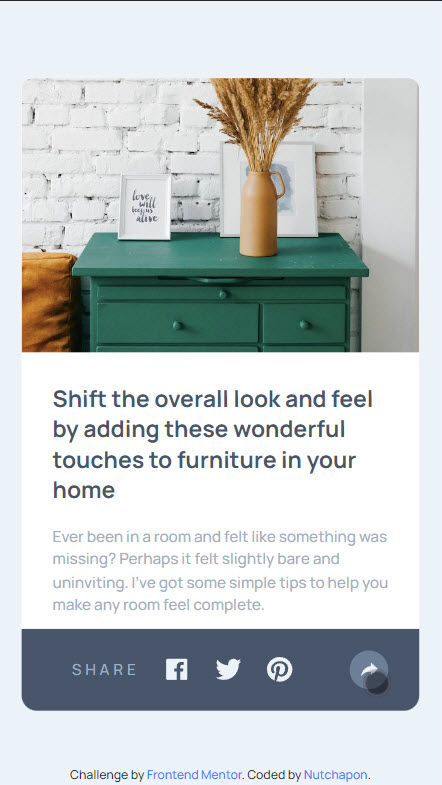 love
will
keep us
alive
Shift the overall look and feel
by adding these wonderful
touches to furniture in your
home
Ever been in a room and felt like something was
missing? Perhaps it felt slightly bare and
uninviting. I've got some simple tips to help you
make any room feel complete.
SHARE
Challenge by Frontend Mentor. Coded by Nutchapon.